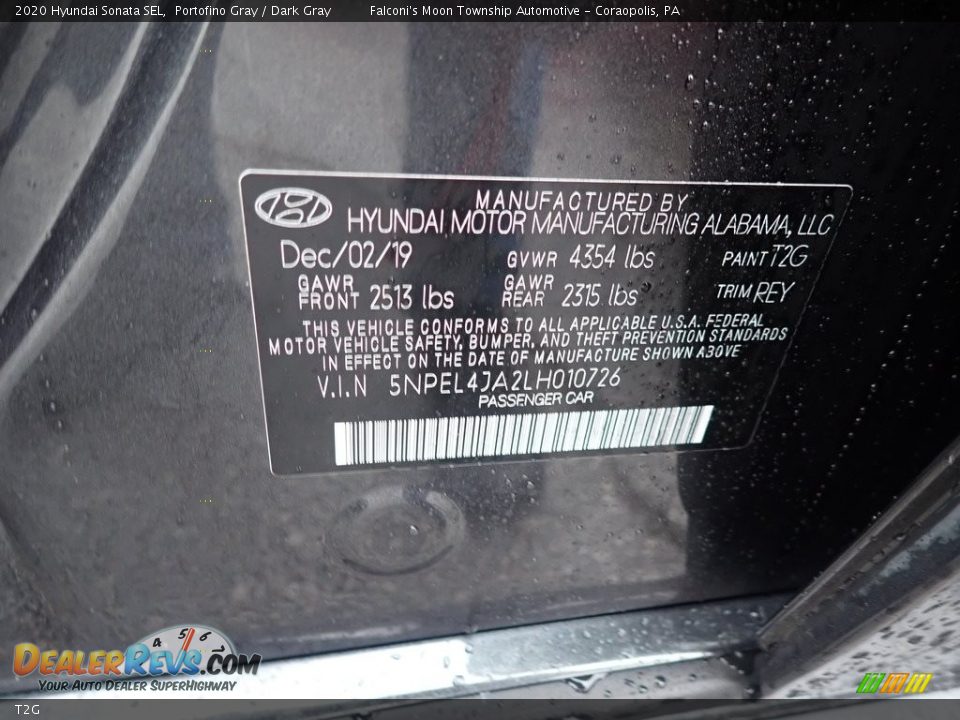 2020 Hyundai Sonata SEL, Portofino Gray / Dark Gray Falconi's Moon Township Automotive - Coraopolis, PA
MANUFACTURED BY
HYUNDAI MOTOR MANUFACTURING ALABAMA, LLC
Dec/02/19 GVWR 4354 lbs PAINT T2G
GAWR FRONT 2513 lbs GAWR REAR 2315 lbs TRIM REY
THIS VEHICLE CONFORMS TO ALL APPLICABLE U.S.A. FEDERAL
MOTOR VEHICLE SAFETY, BUMPER, AND THEFT PREVENTION STANDARDS
IN EFFECT ON THE DATE OF MANUFACTURE SHOWN ABOVE
V.I.N 5NPEL4JA2LH010726
PASSENGER CAR
4 5 6
DEALERREVS.COM
YOUR AUTO DEALER SUPERHIGHWAY
T2G